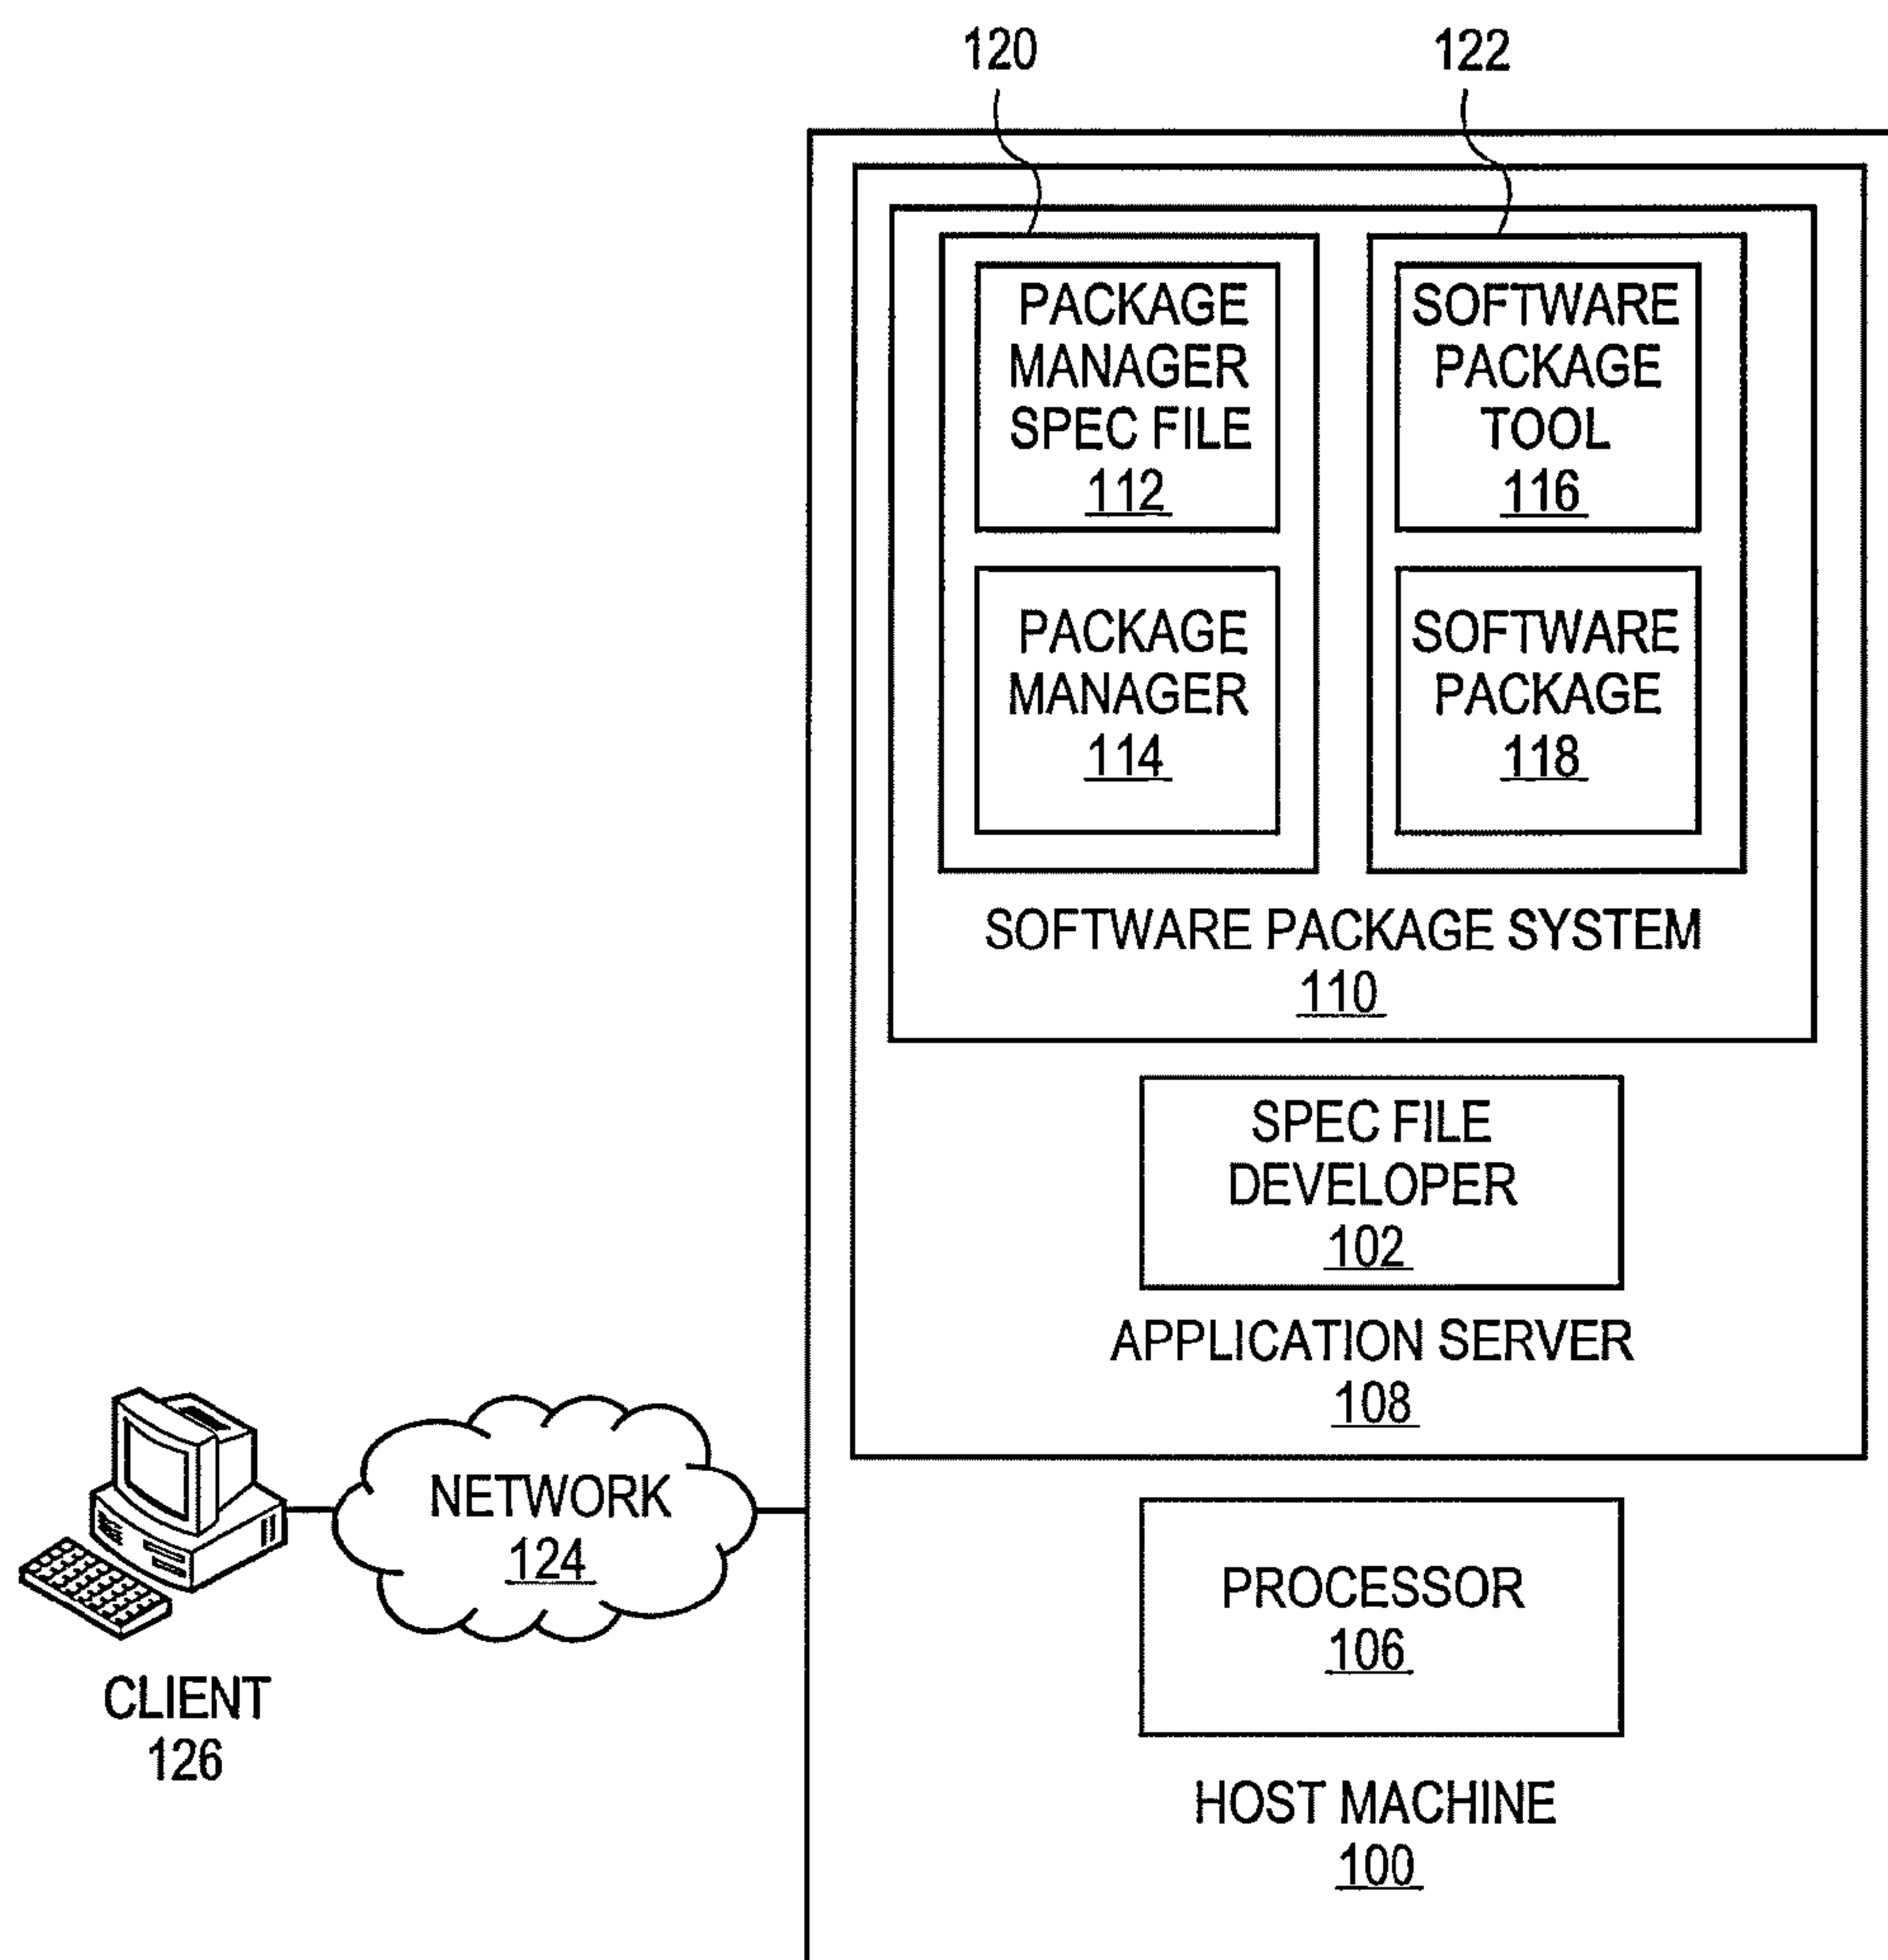 120
122
PACKAGE
MANAGER
SPEC FILE
112
SOFTWARE
PACKAGE
TOOL
116
PACKAGE
MANAGER
114
SOFTWARE
PACKAGE
118
SOFTWARE PACKAGE SYSTEM
110
SPEC FILE
DEVELOPER
102
APPLICATION SERVER
108
NETWORK
124
CLIENT
126
PROCESSOR
106
HOST MACHINE
100